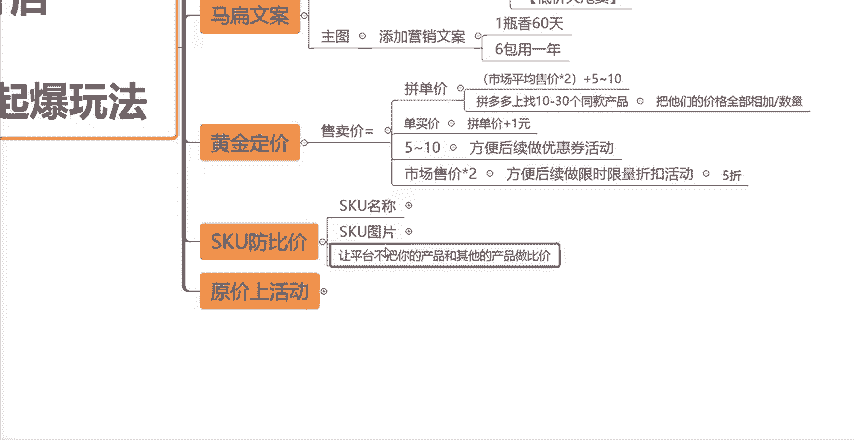 马扁文案
主图
添加营销文案
1瓶香60天
6包用一年
起爆玩法
黄金定价
售卖价=
拼单价
（市场平均售价*2）+5~10
拼多多上找10-30个同款产品
把他们的价格全部相加/数量
单买价
拼单价+1元
5~10
方便后续做优惠券活动
市场售价*2
方便后续做限时限量折扣活动
5折
SKU防比价
SKU名称
SKU图片
让平台不把你的产品和其他的产品做比价
原价上活动